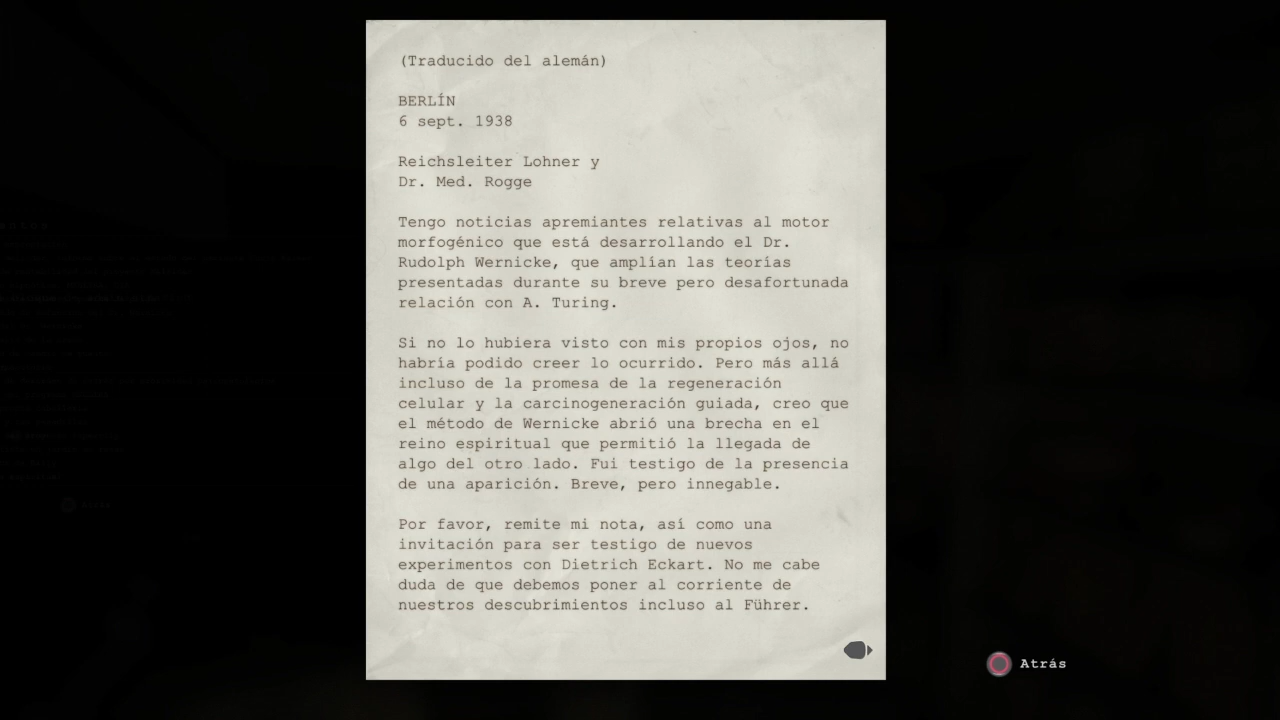 (Traducido del alemán)
BERLÍN
6 sept. 1938
Reichsleiter Lohner y
Dr. Med. Rogge
Tengo noticias apremiantes relativas al motor
morfogénico que está desarrollando el Dr.
Rudolph Wernicke, que amplían las teorías
presentadas durante su breve pero desafortunada
relación con A. Turing.
Si no lo hubiera visto con mis propios ojos, no
habría podido creer lo ocurrido. Pero más allá
incluso de la promesa de la regeneración
celular y la carcinogeneración guiada, creo que
el método de Wernicke abrió una brecha en el
reino espiritual que permitió la llegada de
algo del otro lado. Fui testigo de la presencia
de una aparición. Breve, pero innegable.
Por favor, remite mi nota, así como una
invitación para ser testigo de nuevos
experimentos con Dietrich Eckart. No me cabe
duda de que debemos poner al corriente de
nuestros descubrimientos incluso al Führer.
Atrás